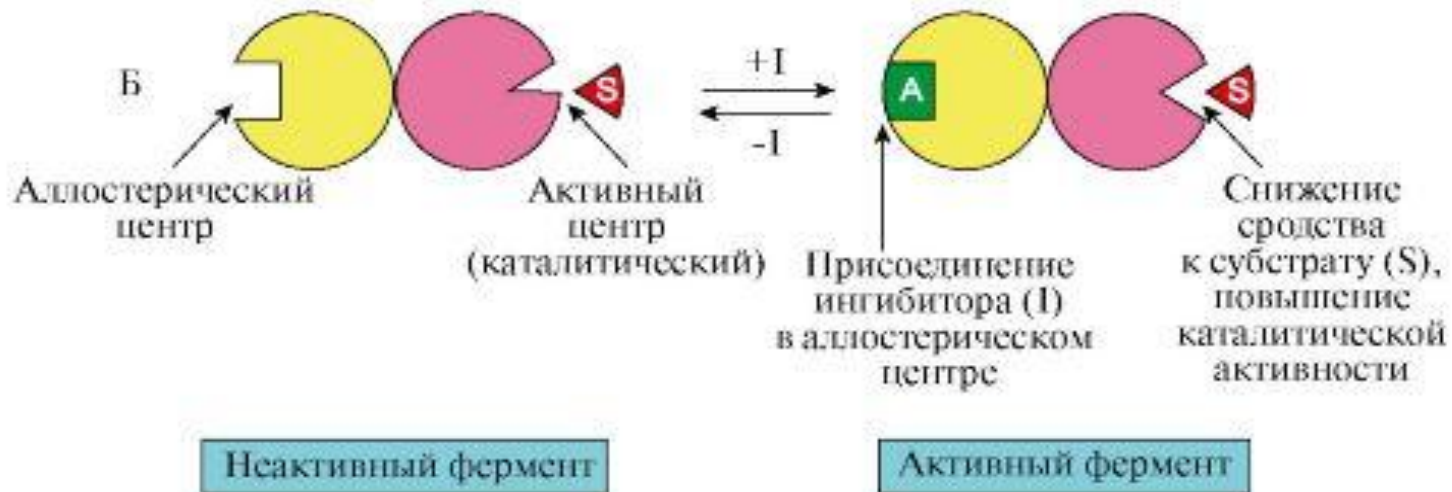 Б
S
+I
-I
A
S
Аллостерический
центр
Активный
центр
(каталитический)
Присоединение
ингибитора (I)
в аллостерическом
центре
Снижение
сродства
к субстрату (S),
повышение
каталитической
активности
Неактивный фермент
Активный фермент